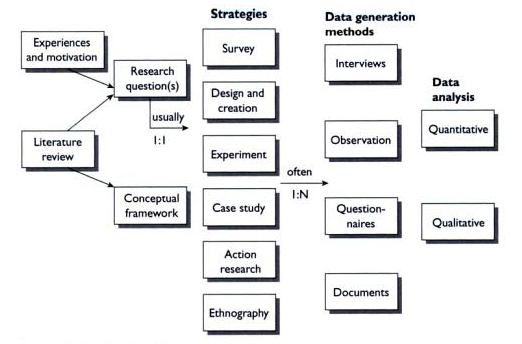 Strategies
Data generation
methods
Experiences
and motivation
Research
question(s)
usually
1:1
Literature
review
Conceptual
framework
Survey
Design and
creation
Experiment
Case study
Action
research
Ethnography
often
1:N
Interviews
Observation
Question-
naires
Documents
Data
analysis
Quantitative
Qualitative